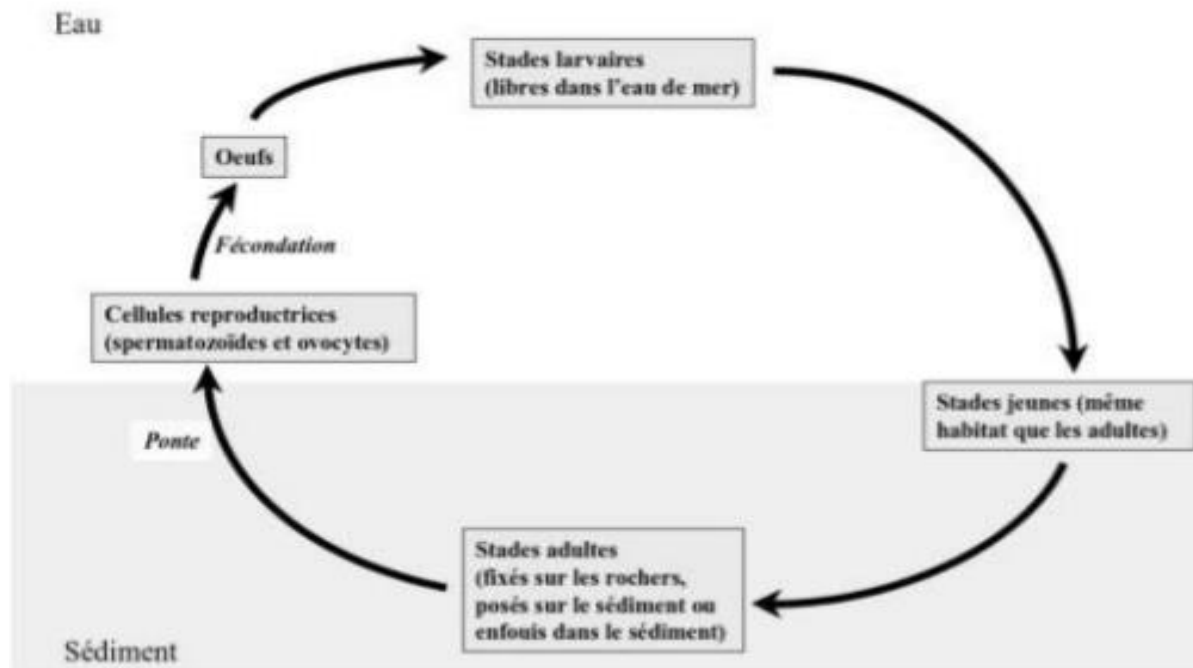 Eau
Stades larvaires
(libres dans l'eau de mer)
Oeufs
Fécondation
Cellules reproductrices
(spermatozoïdes et ovocytes)
Stades jeunes (même
habitat que les adultes)
Ponte
Stades adultes
(fixés sur les rochers,
posés sur le sédiment ou
enfouis dans le sédiment)
Sédiment